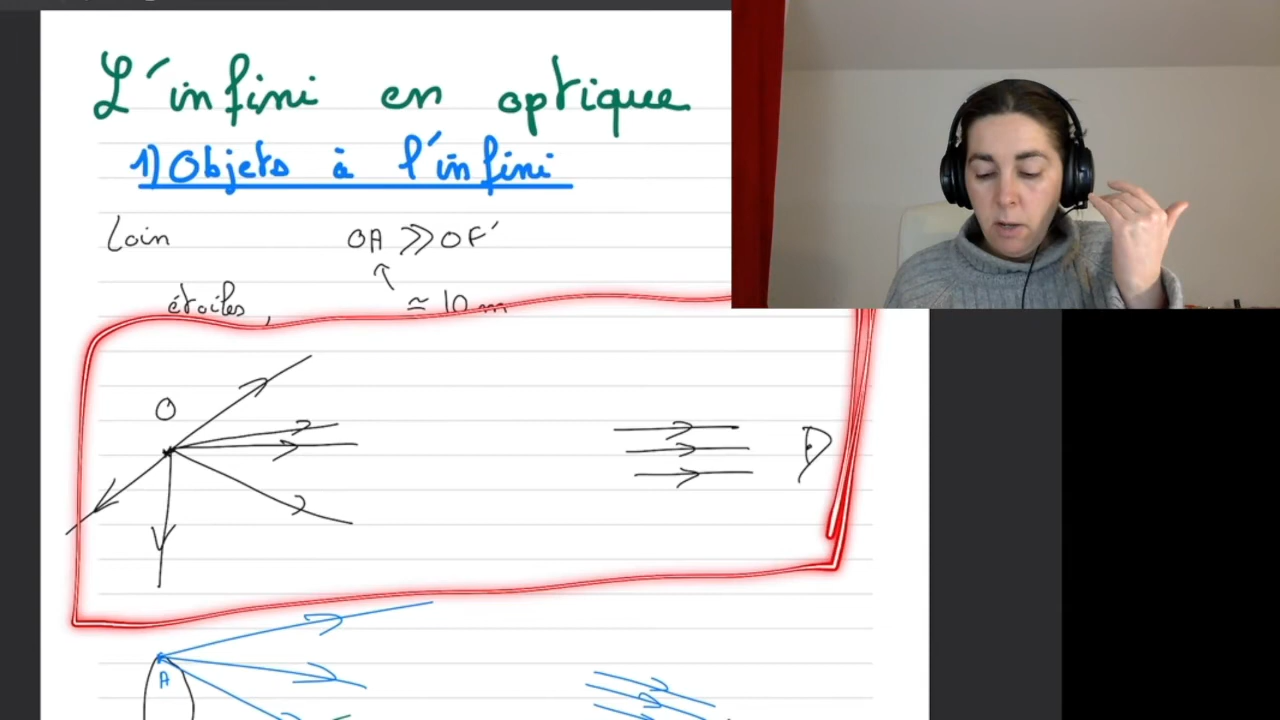 L'infini en optique
1) Objets à l'infini
Loin OA >> OF'
étoiles, ≃ 10 m
O
A